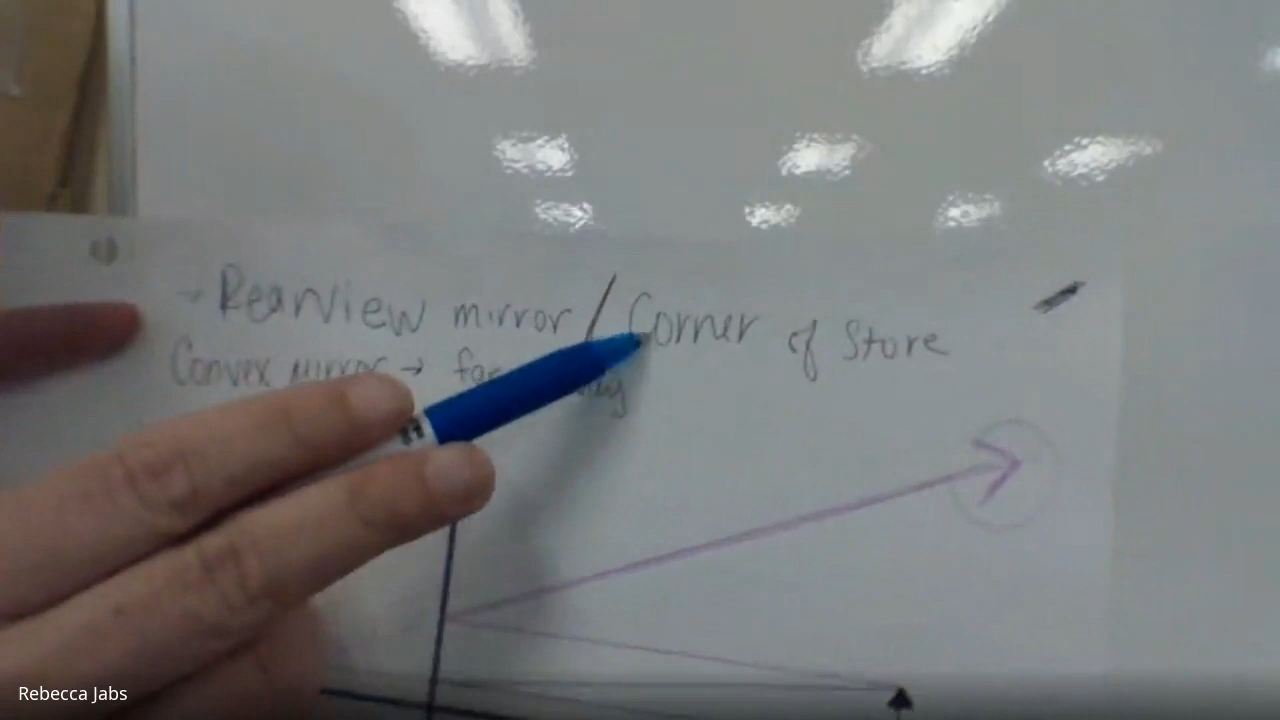 → Rearview mirror / Corner of Store
Convex mirror →
Rebecca Jabs